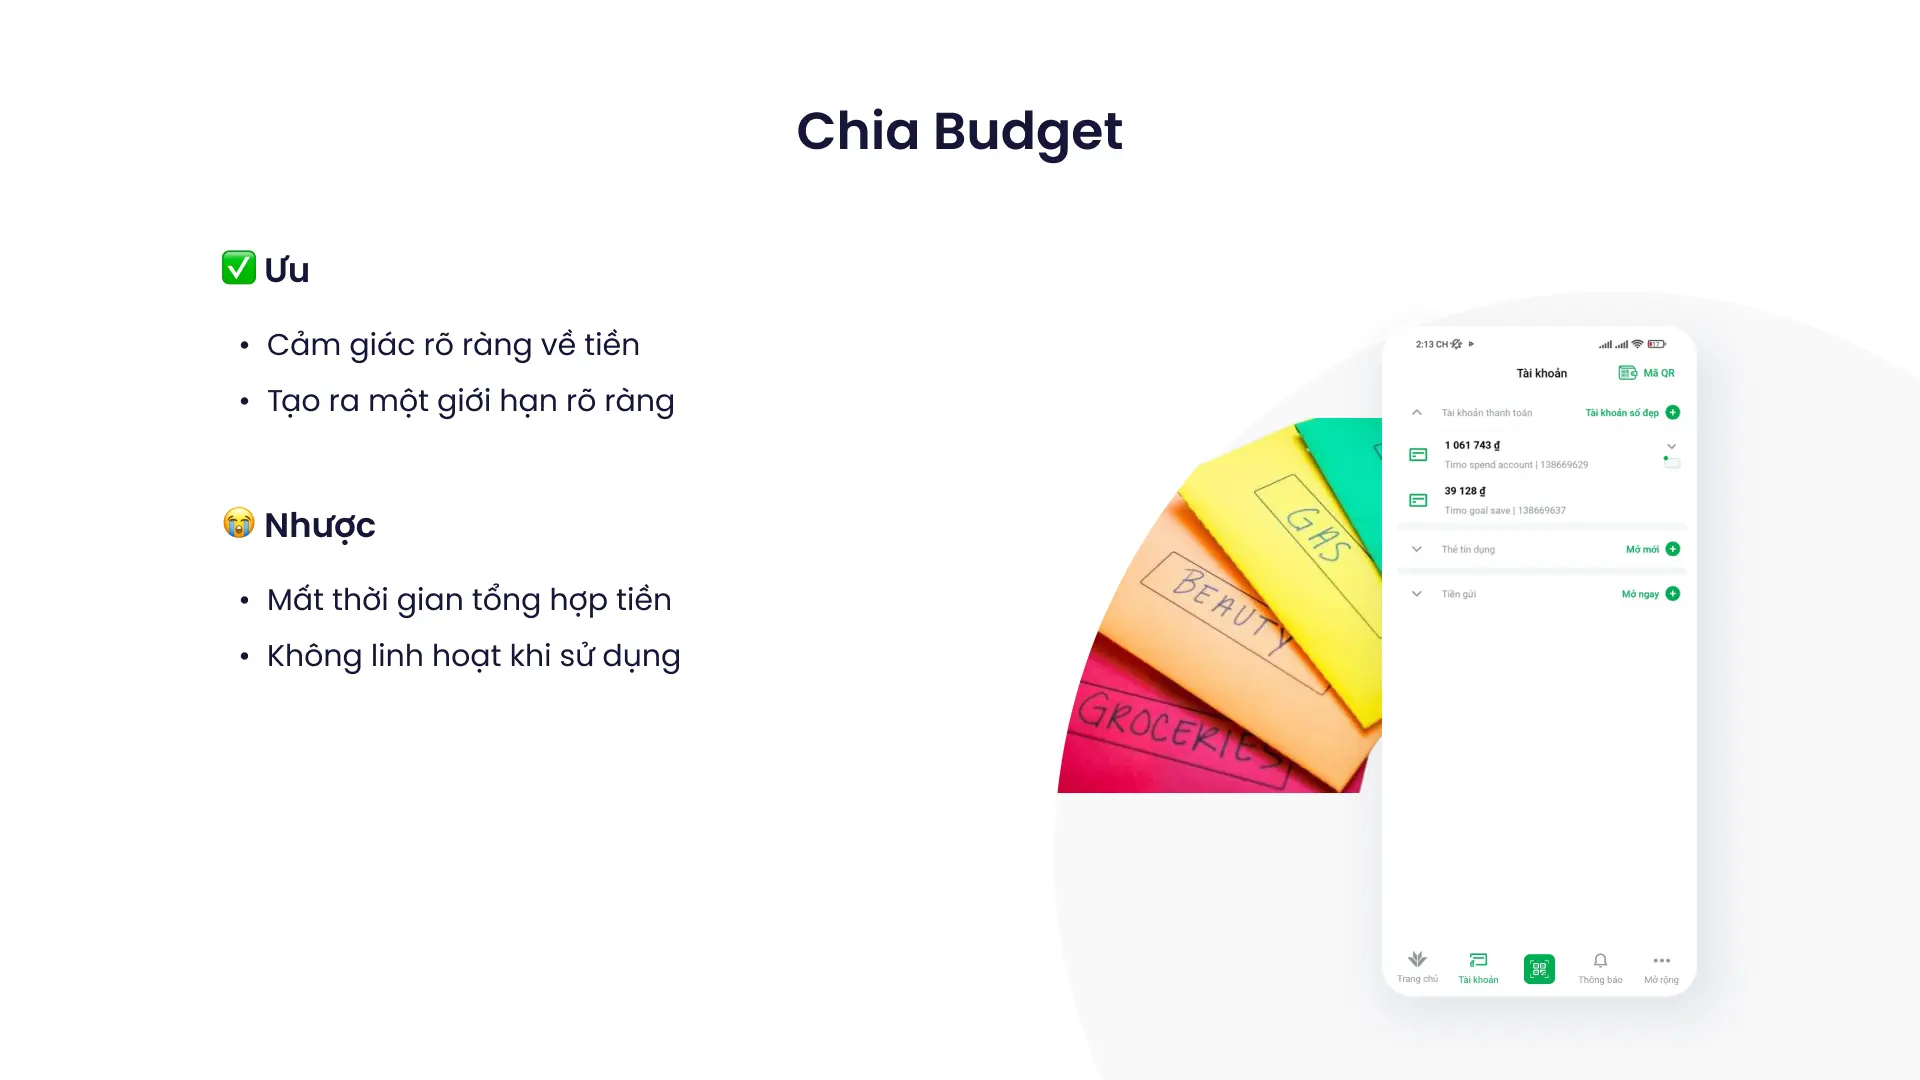 Chia Budget
✅ Ưu
• Cảm giác rõ ràng về tiền
• Tạo ra một giới hạn rõ ràng
😭 Nhược
• Mất thời gian tổng hợp tiền
• Không linh hoạt khi sử dụng
GAS
BEAUTY
GROCERIES
2:13 CH
17
Tài khoản
Mã QR
Tài khoản thanh toán
Tài khoản số đẹp
1 061 743 ₫
Timo spend account | 138669629
39 128 ₫
Timo goal save | 138669637
Thẻ tín dụng
Mở mới
Tiền gửi
Mở ngay
Trang chủ
Tài khoản
Thông báo
Mở rộng